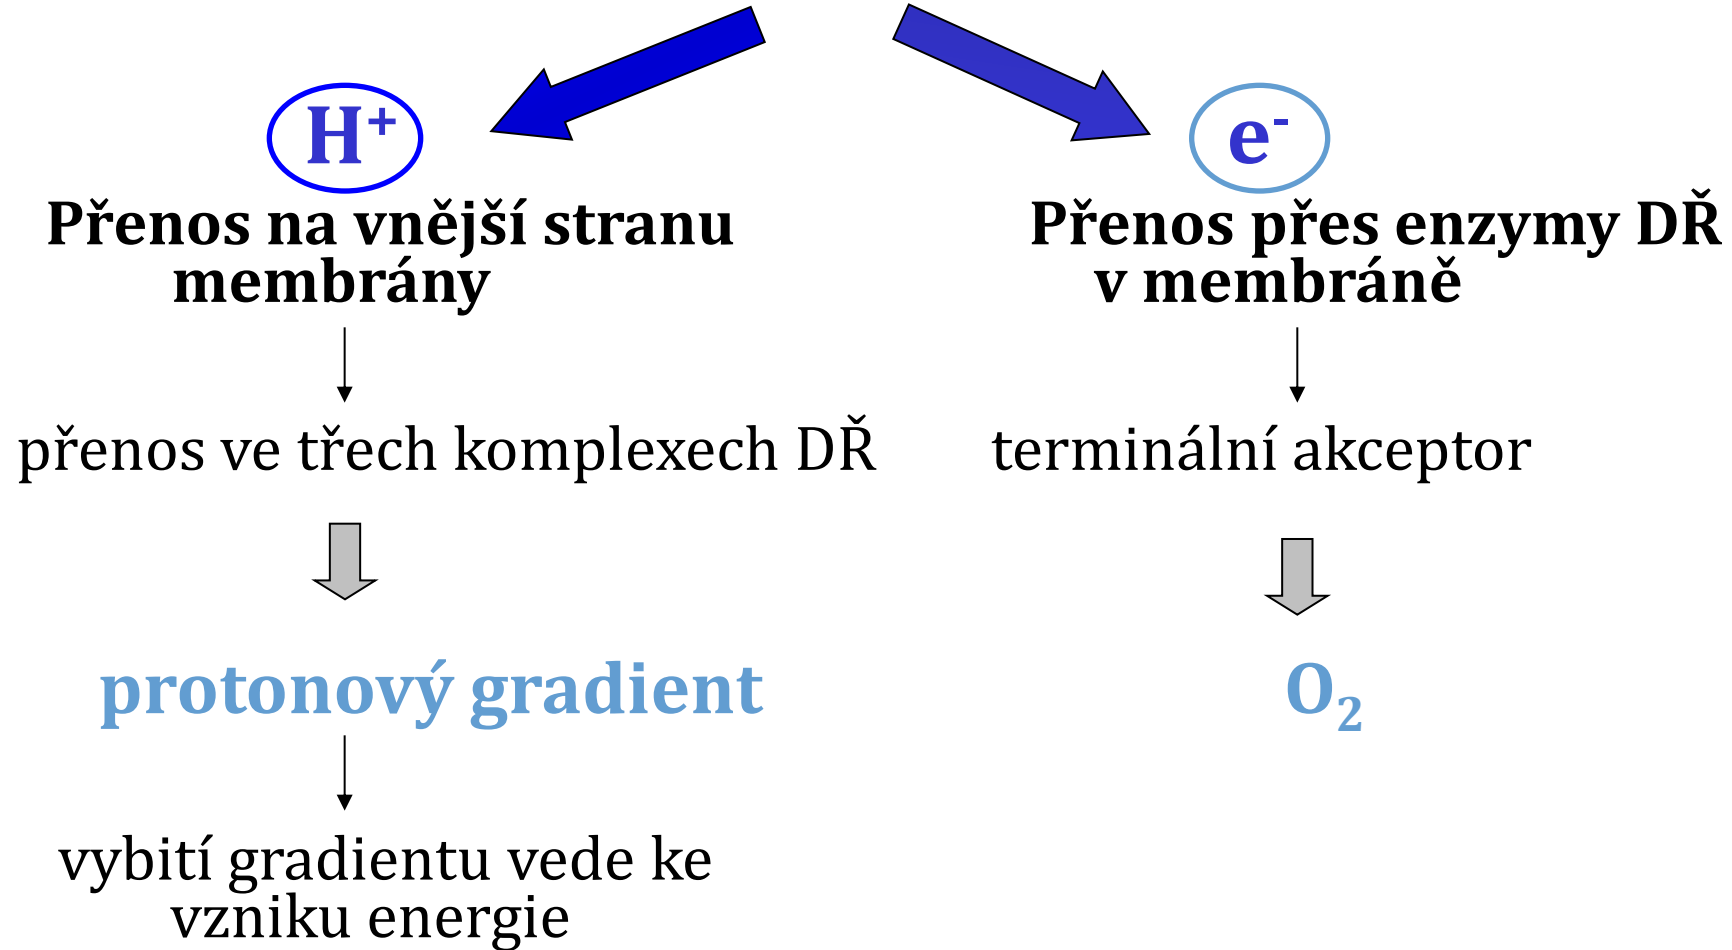 H⁺
Přenos na vnější stranu
membrány
přenos ve třech komplexech DŘ
protonový gradient
vybití gradientu vede ke
vzniku energie
e⁻
Přenos přes enzymy DŘ
v membráně
terminální akceptor
O₂